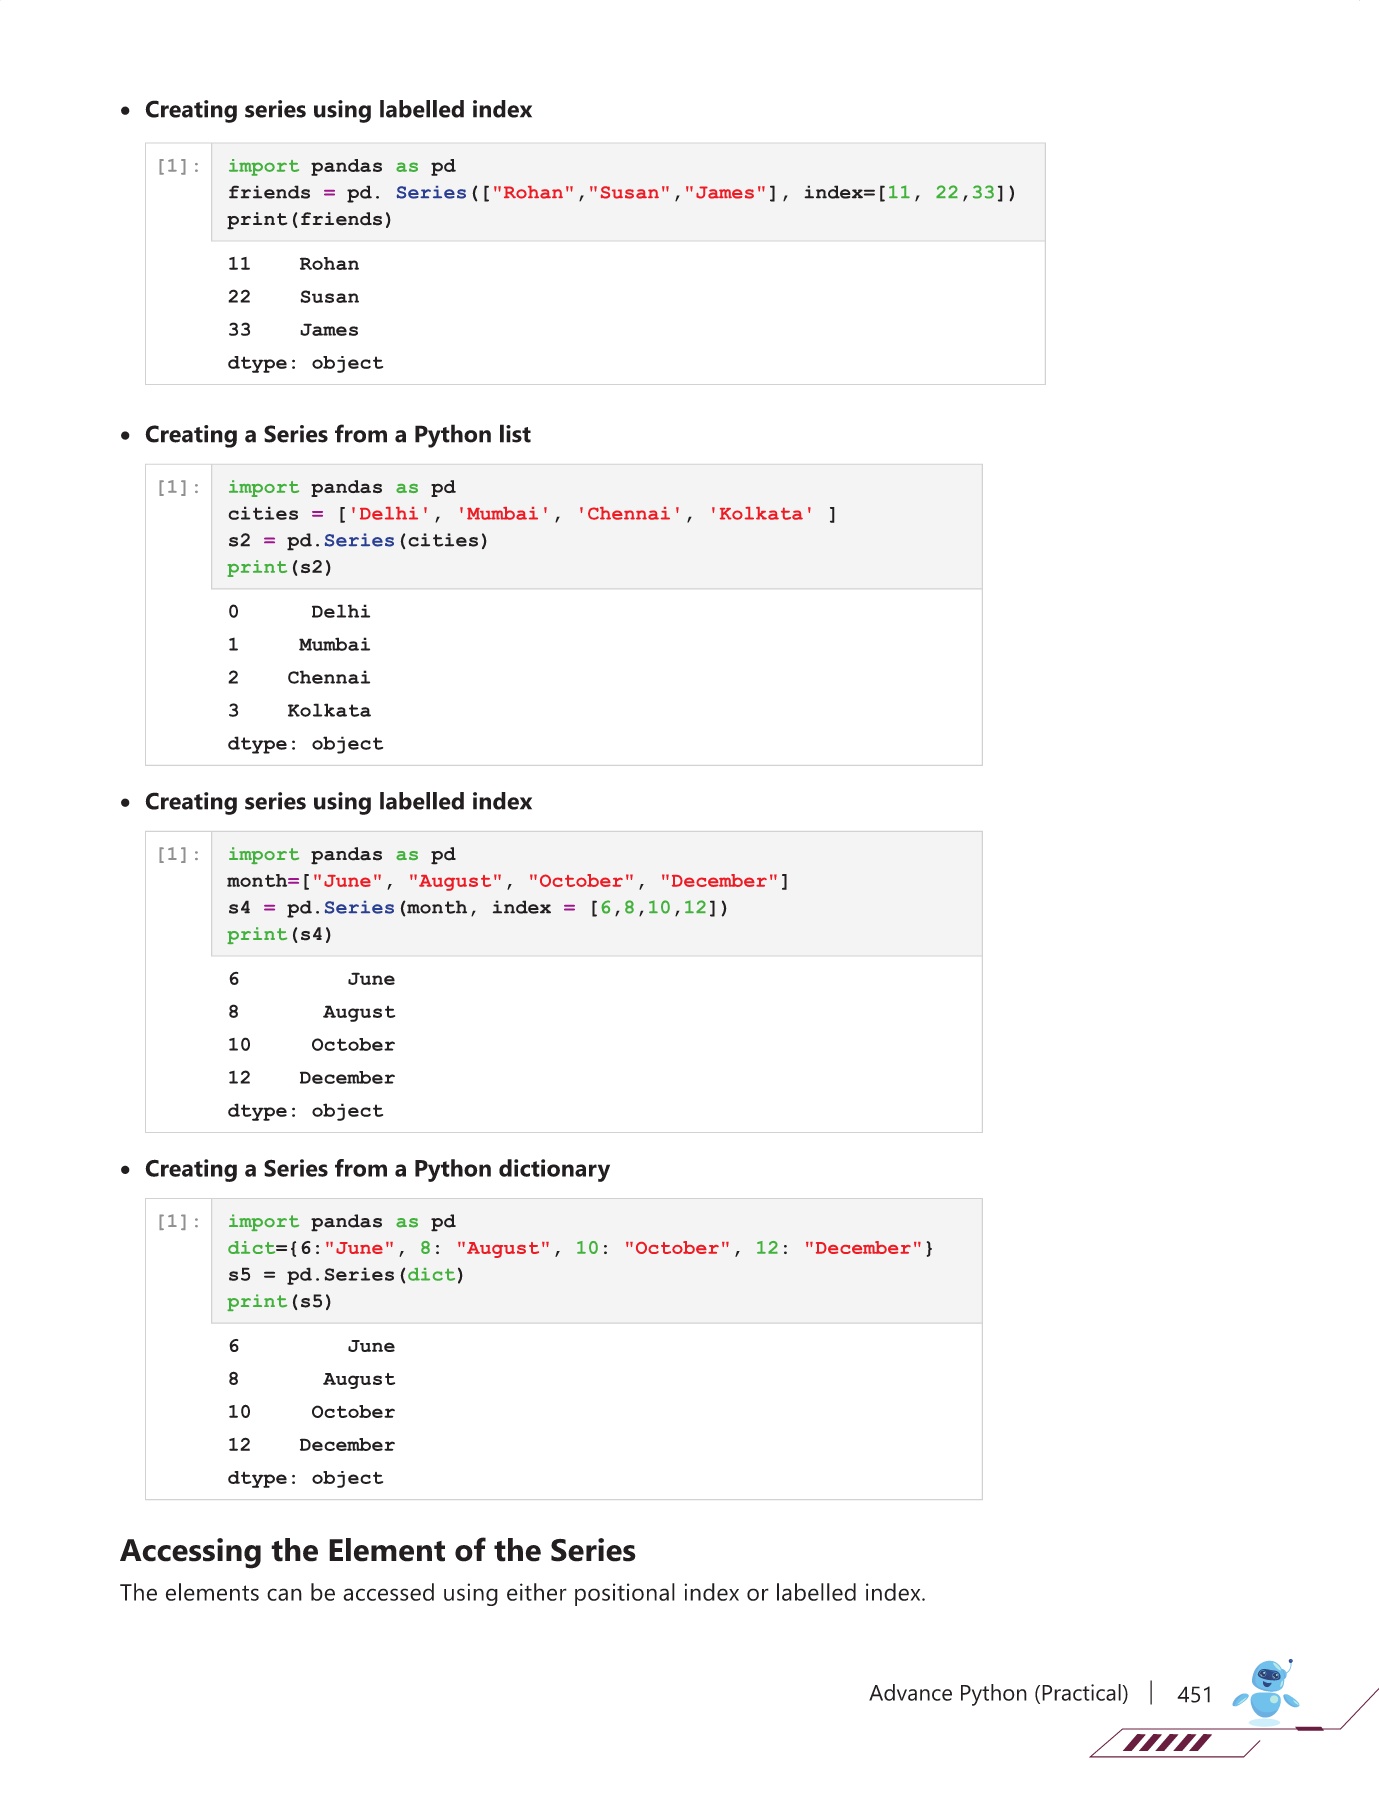 • Creating series using labelled index
[1]: import pandas as pd
friends = pd. Series(["Rohan","Susan","James"], index=[11, 22,33])
print(friends)
11    Rohan
22    Susan
33    James
dtype: object
• Creating a Series from a Python list
[1]: import pandas as pd
cities = ['Delhi', 'Mumbai', 'Chennai', 'Kolkata' ]
s2 = pd.Series(cities)
print(s2)
0      Delhi
1     Mumbai
2    Chennai
3    Kolkata
dtype: object
• Creating series using labelled index
[1]: import pandas as pd
month=["June", "August", "October", "December"]
s4 = pd.Series(month, index = [6,8,10,12])
print(s4)
6         June
8       August
10     October
12    December
dtype: object
• Creating a Series from a Python dictionary
[1]: import pandas as pd
dict={6:"June", 8: "August", 10: "October", 12: "December"}
s5 = pd.Series(dict)
print(s5)
6         June
8       August
10     October
12    December
dtype: object
Accessing the Element of the Series
The elements can be accessed using either positional index or labelled index.
Advance Python (Practical) | 451